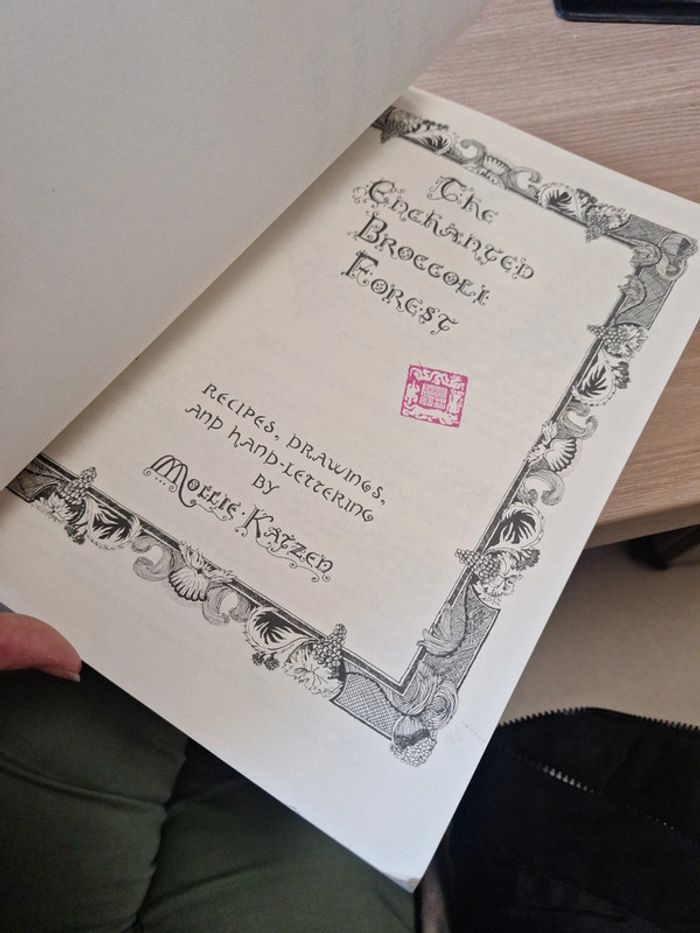 The
Enchanted
Broccoli
Forest
RECIPES, DRAWINGS,
AND HAND-LETTERING
BY
Mollie·Katzen